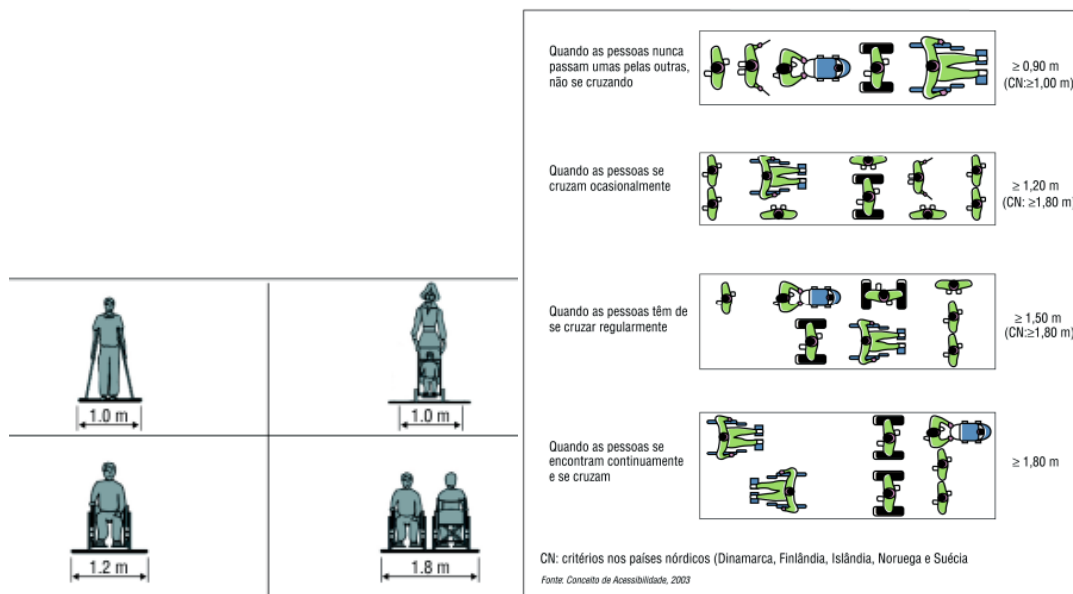 1.0 m
1.0 m
1.2 m
1.8 m
Quando as pessoas nunca
passam umas pelas outras,
não se cruzando
≥ 0,90 m
(CN:≥1,00 m)
Quando as pessoas se
cruzam ocasionalmente
≥ 1,20 m
(CN: ≥1,80 m)
Quando as pessoas têm de
se cruzar regularmente
≥ 1,50 m
(CN:≥1,80 m)
Quando as pessoas se
encontram continuamente
e se cruzam
≥ 1,80 m
CN: critérios nos países nórdicos (Dinamarca, Finlândia, Islândia, Noruega e Suécia
Fonte: Conceito de Acessibilidade, 2003